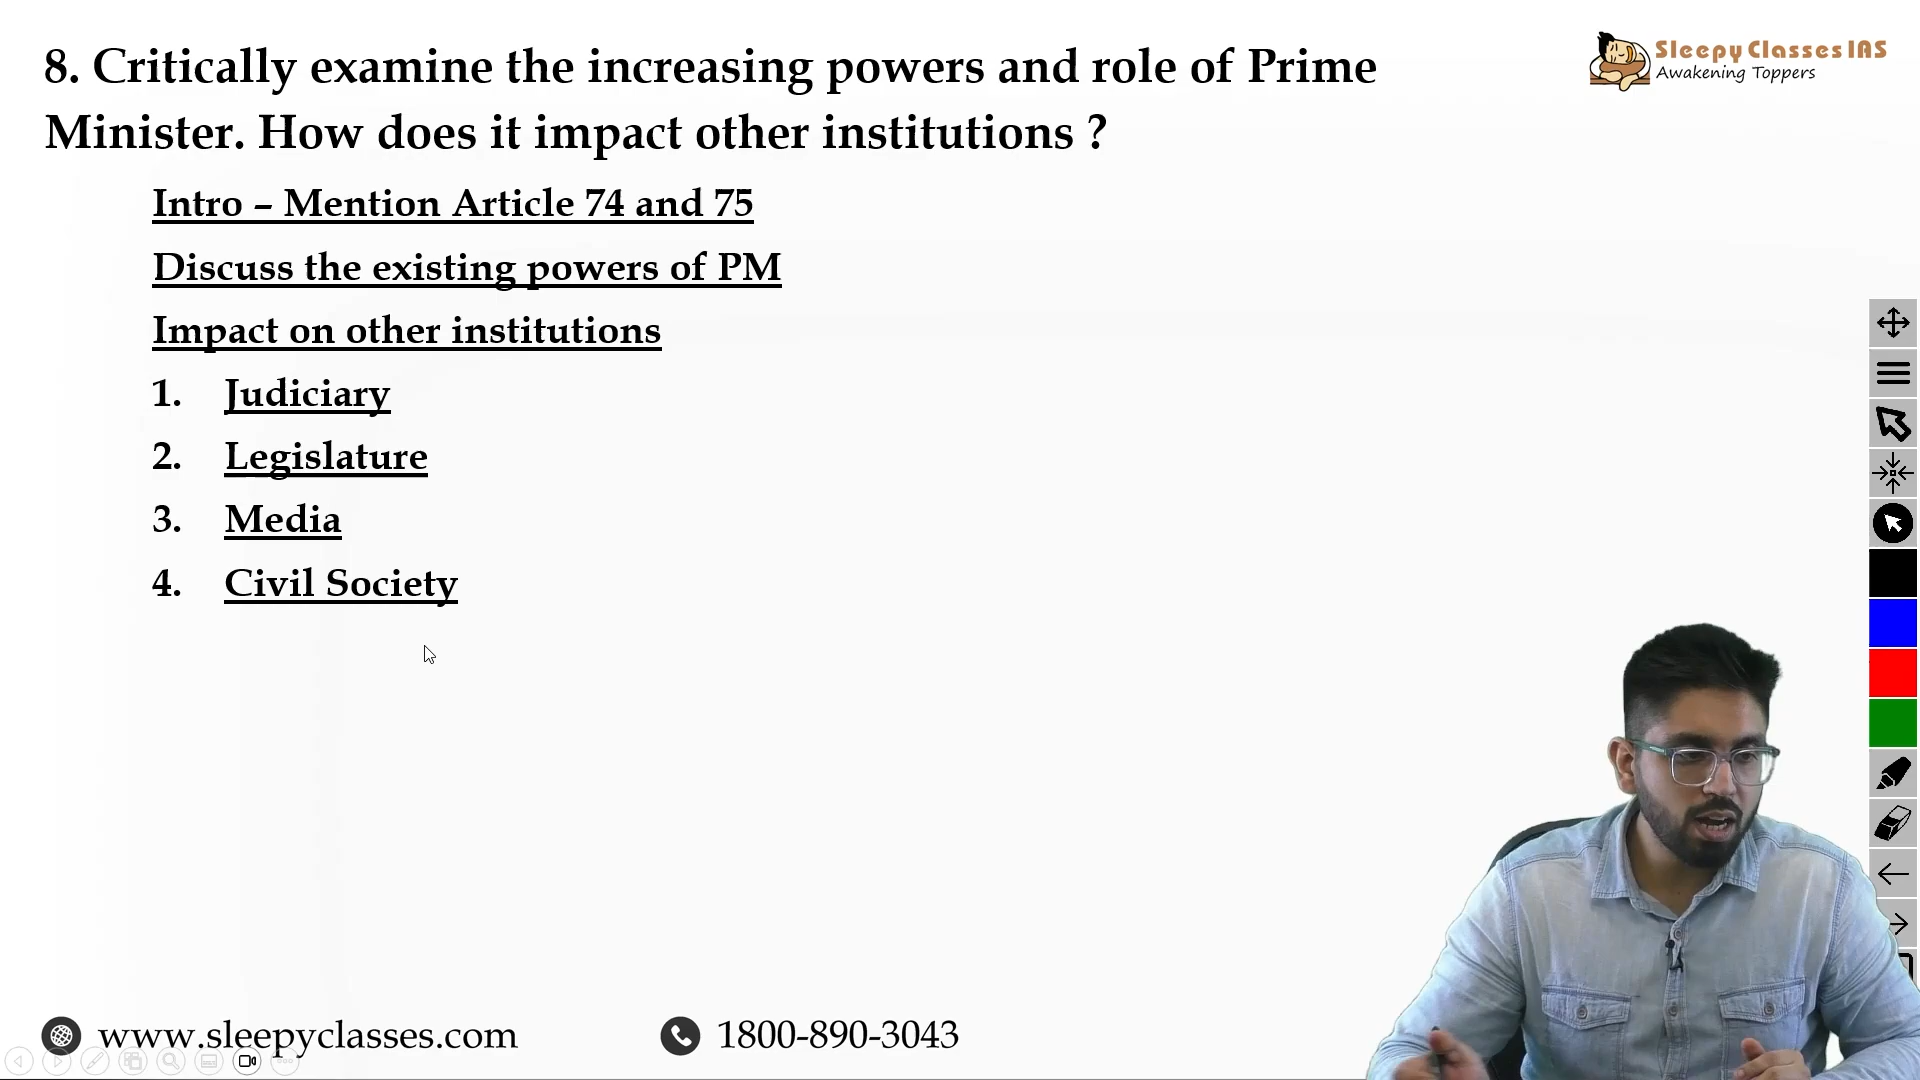 8. Critically examine the increasing powers and role of Prime
Minister. How does it impact other institutions ?
Sleepy Classes IAS
Awakening Toppers
Intro – Mention Article 74 and 75
Discuss the existing powers of PM
Impact on other institutions
1. Judiciary
2. Legislature
3. Media
4. Civil Society
www.sleepyclasses.com
1800-890-3043